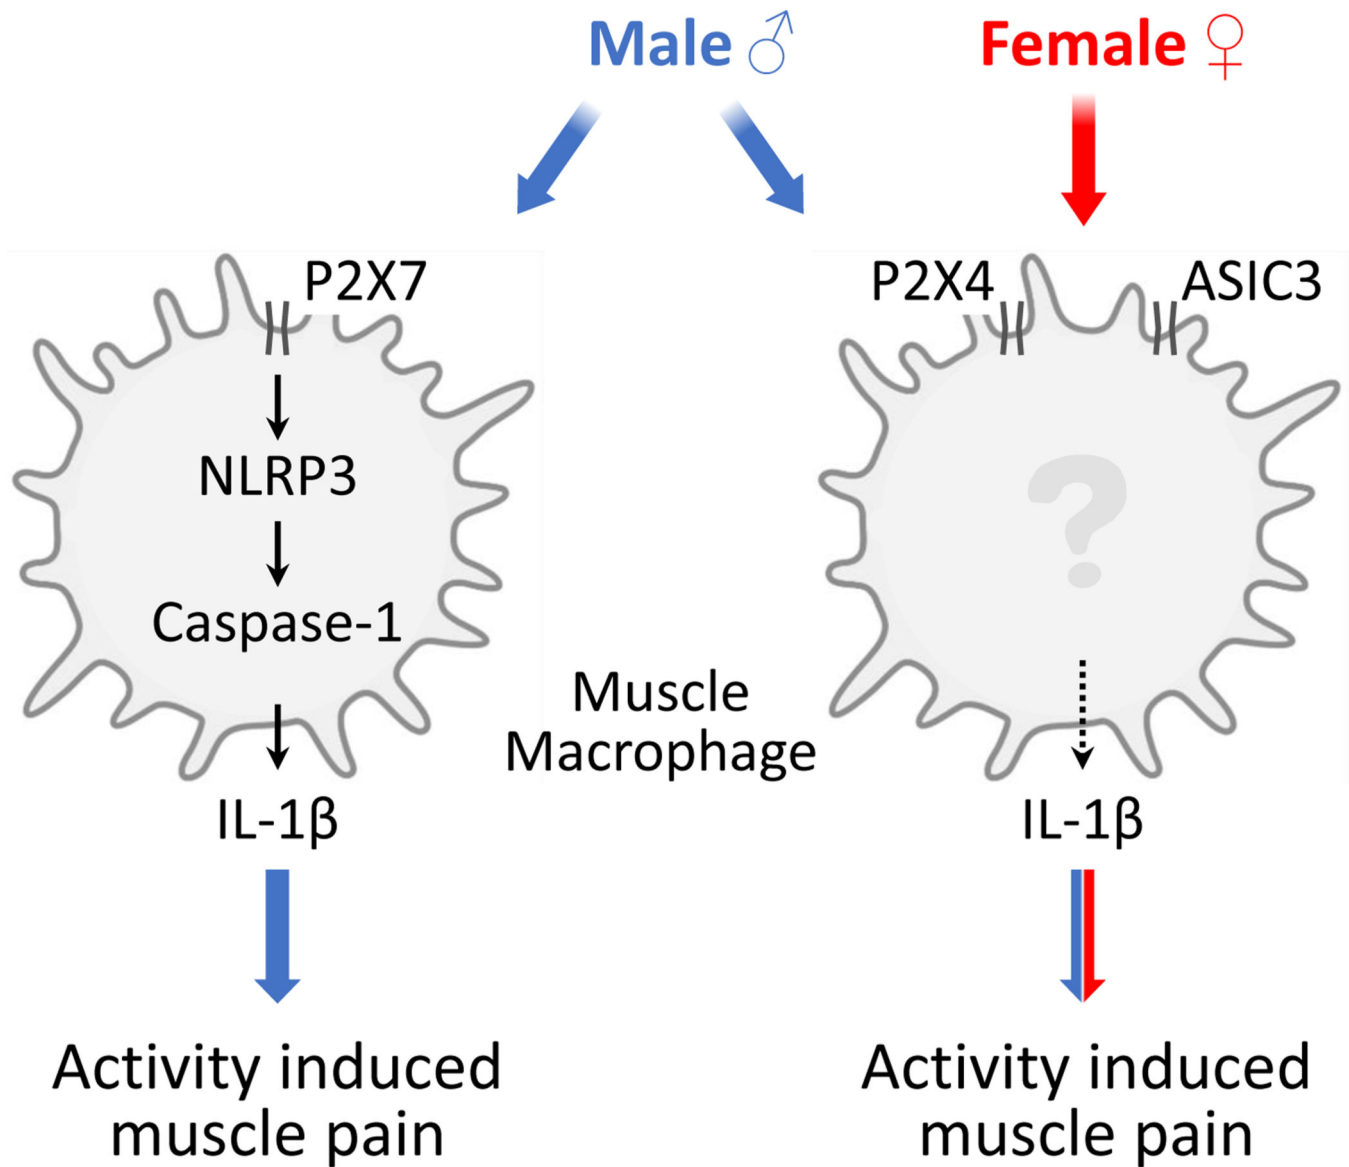 Male ♂
Female ♀
P2X7
NLRP3
Caspase-1
IL-1β
Activity induced
muscle pain
Muscle
Macrophage
P2X4
ASIC3
?
IL-1β
Activity induced
muscle pain